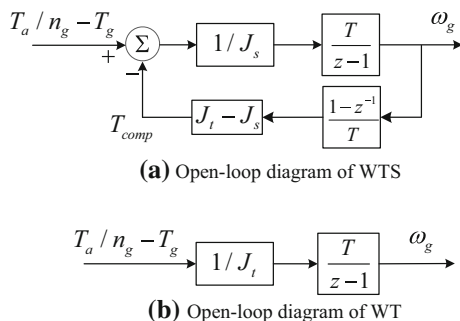 T_a / n_g − T_g
+
Σ
−
1 / J_s
T / z−1
ω_g
T_comp
J_t − J_s
1−z^{-1} / T
(a) Open-loop diagram of WTS
T_a / n_g − T_g
1 / J_t
T / z−1
ω_g
(b) Open-loop diagram of WT